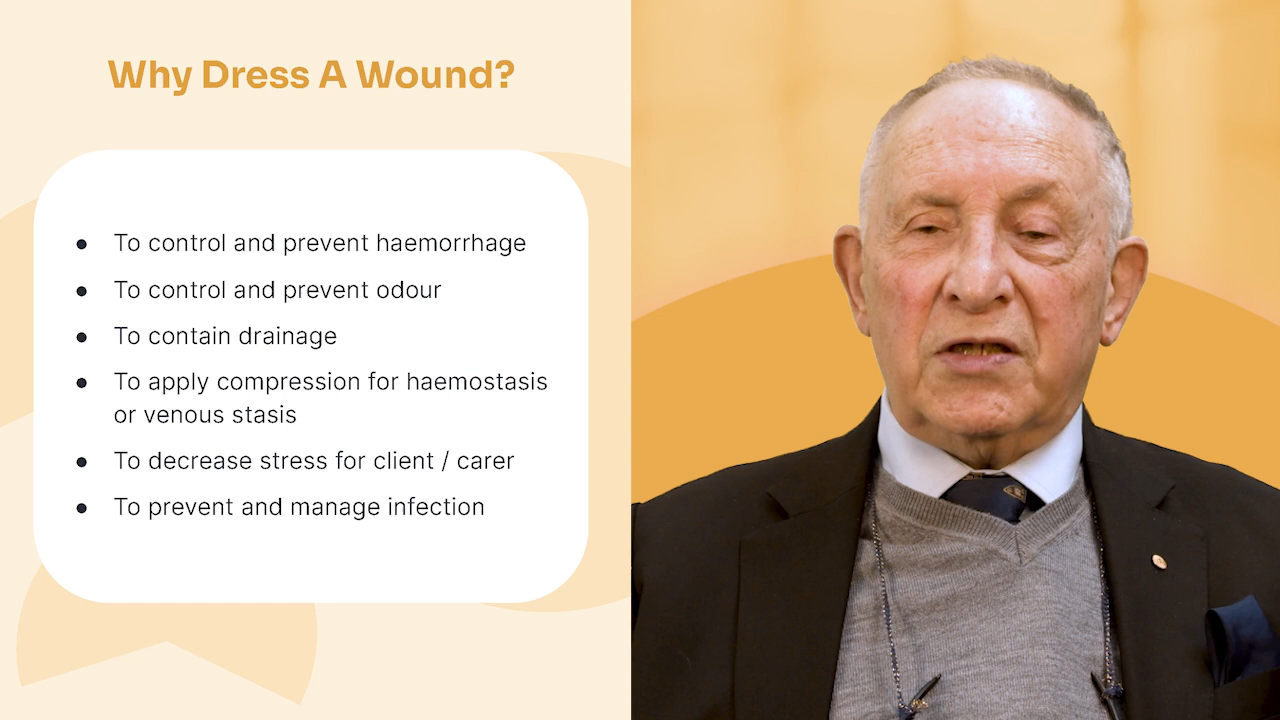 Why Dress A Wound?
● To control and prevent haemorrhage
● To control and prevent odour
● To contain drainage
● To apply compression for haemostasis
or venous stasis
● To decrease stress for client / carer
● To prevent and manage infection